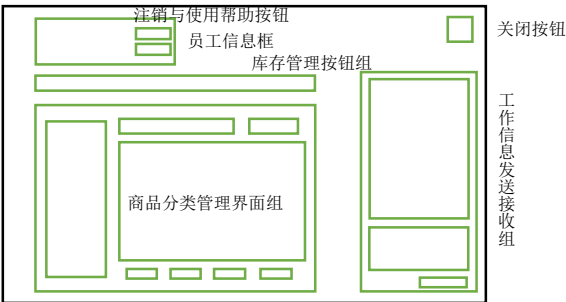 注销与使用帮助按钮
员工信息框
关闭按钮
库存管理按钮组
商品分类管理界面组
工作信息发送接收组